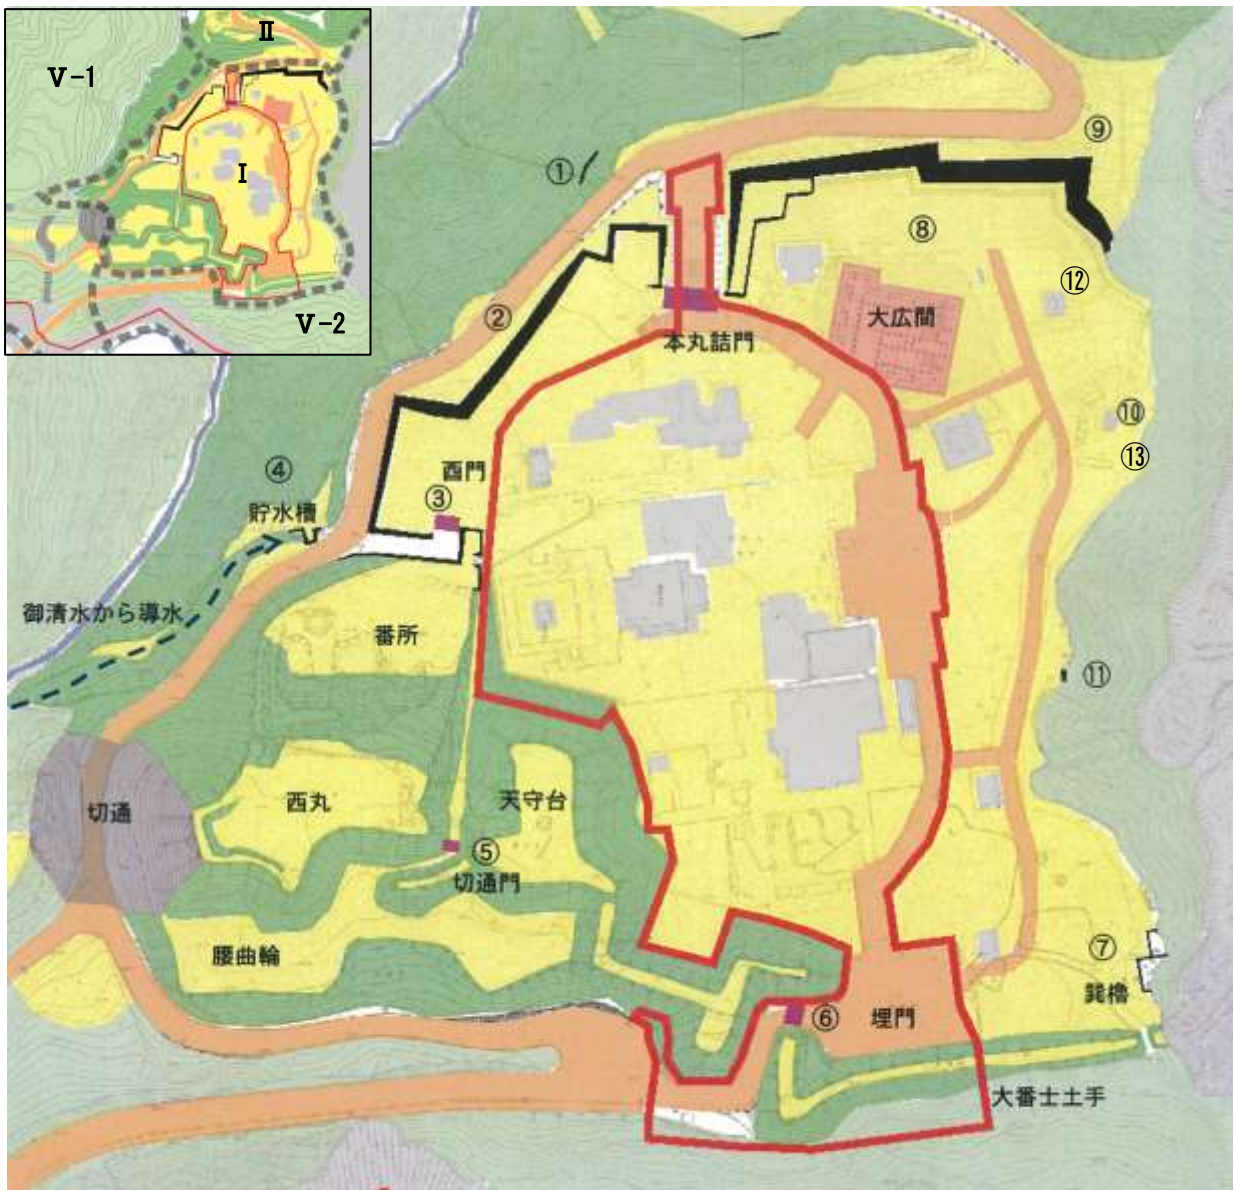 Ⅱ
Ⅴ-1
Ⅰ
Ⅴ-2
⑨
①
⑧
⑫
②
大広間
本丸詰門
⑩
⑬
④
酉門
貯水槽
③
御清水から導水
番所
⑪
切通
西丸
天守台
⑤
切通門
腰曲輪
⑦
巽櫓
⑥
埋門
大番士土手